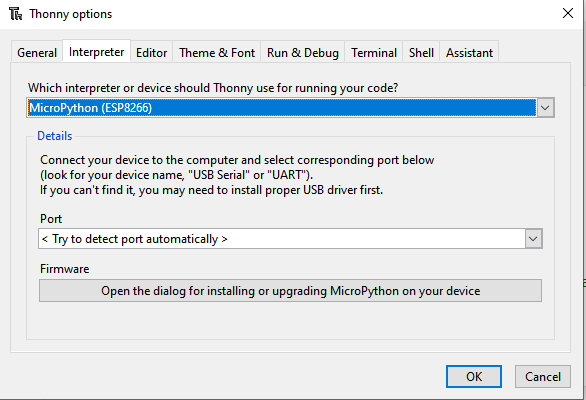 Thonny options
General Interpreter Editor Theme & Font Run & Debug Terminal Shell Assistant
Which interpreter or device should Thonny use for running your code?
MicroPython (ESP8266)
Details
Connect your device to the computer and select corresponding port below
(look for your device name, "USB Serial" or "UART").
If you can't find it, you may need to install proper USB driver first.
Port
< Try to detect port automatically >
Firmware
Open the dialog for installing or upgrading MicroPython on your device
OK Cancel